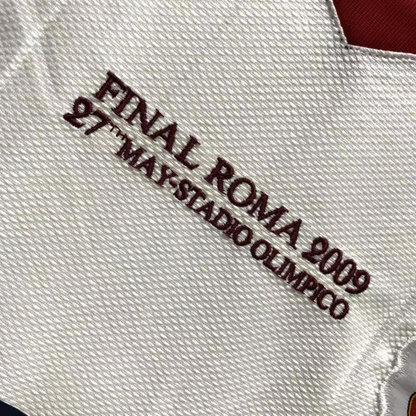 FINAL ROMA 2009
27TH MAY-STADIO OLIMPICO